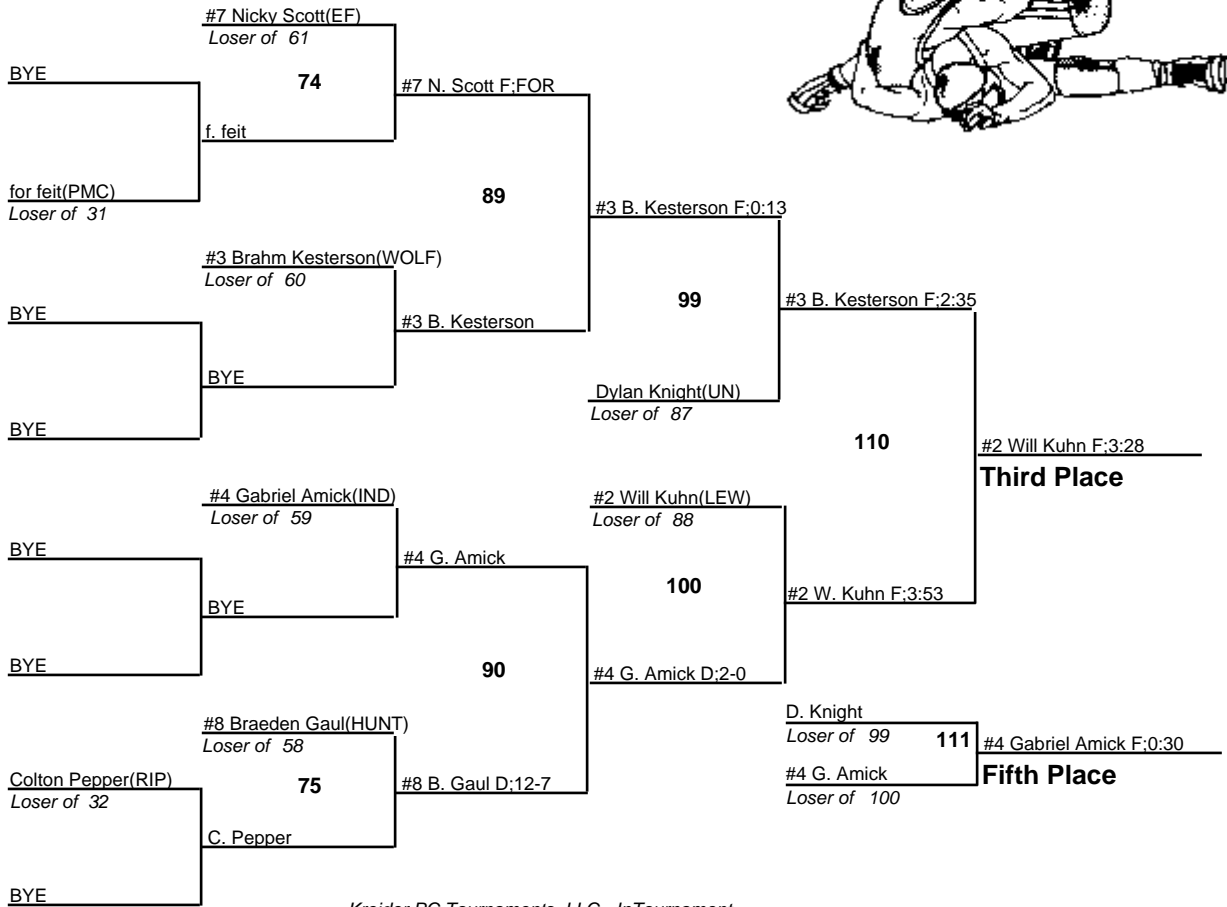 #7 Nicky Scott(EF)
Loser of 61
BYE
74
#7 N. Scott F;FOR
f. feit
for feit(PMC)
Loser of 31
89
#3 B. Kesterson F;0:13
#3 Brahm Kesterson(WOLF)
Loser of 60
99
#3 B. Kesterson F;2:35
BYE
#3 B. Kesterson
BYE
Dylan Knight(UN)
Loser of 87
BYE
110
#2 Will Kuhn F;3:28
Third Place
#4 Gabriel Amick(IND)
Loser of 59
#2 Will Kuhn(LEW)
Loser of 88
BYE
#4 G. Amick
100
#2 W. Kuhn F;3:53
BYE
BYE
90
#4 G. Amick D;2-0
#8 Braeden Gaul(HUNT)
Loser of 58
D. Knight
Loser of 99
111
#4 Gabriel Amick F;0:30
Fifth Place
#4 G. Amick
Loser of 100
Colton Pepper(RIP)
Loser of 32
75
#8 B. Gaul D;12-7
C. Pepper
BYE